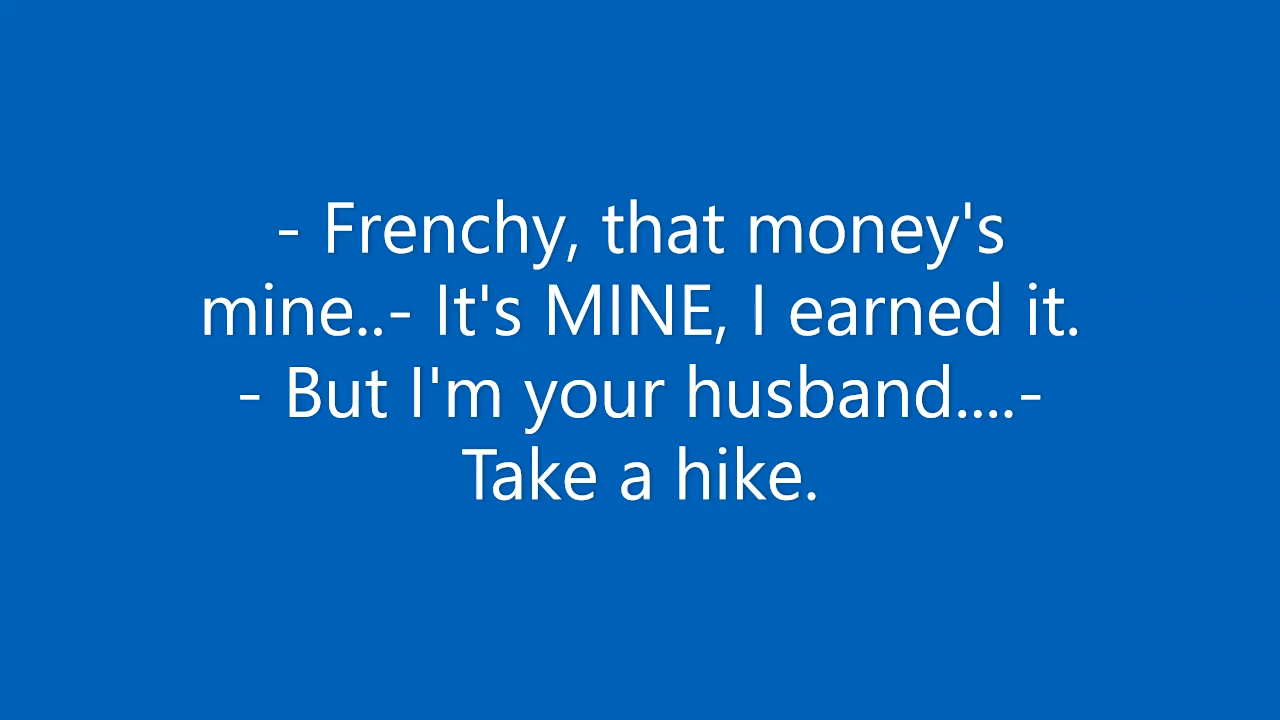 - Frenchy, that money's
mine..- It's MINE, I earned it.
- But I'm your husband....-
Take a hike.